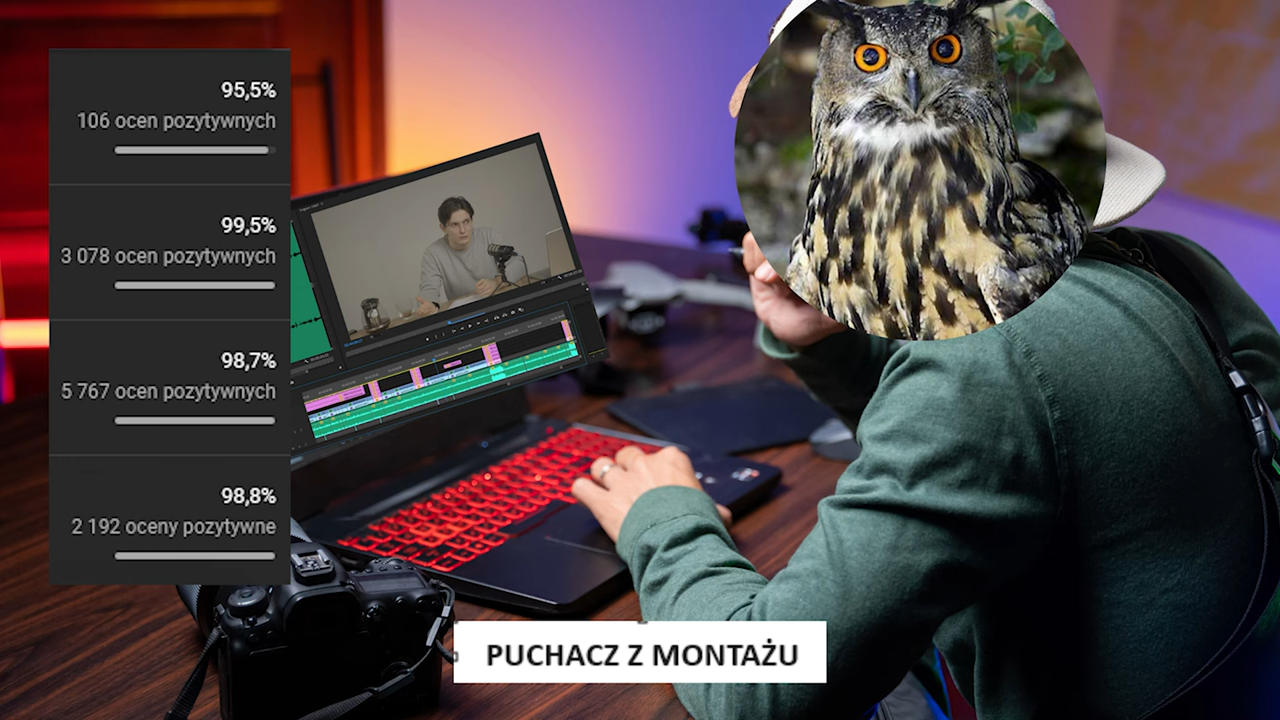 95,5%
106 ocen pozytywnych
99,5%
3 078 ocen pozytywnych
98,7%
5 767 ocen pozytywnych
98,8%
2 192 oceny pozytywne
PUCHACZ Z MONTAŻU